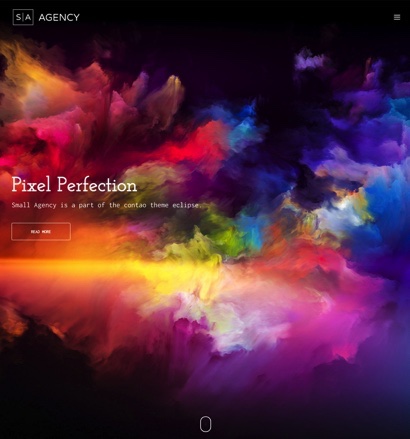 S|A AGENCY
Pixel Perfection
Small Agency is a part of the contao theme eclipse.
READ MORE